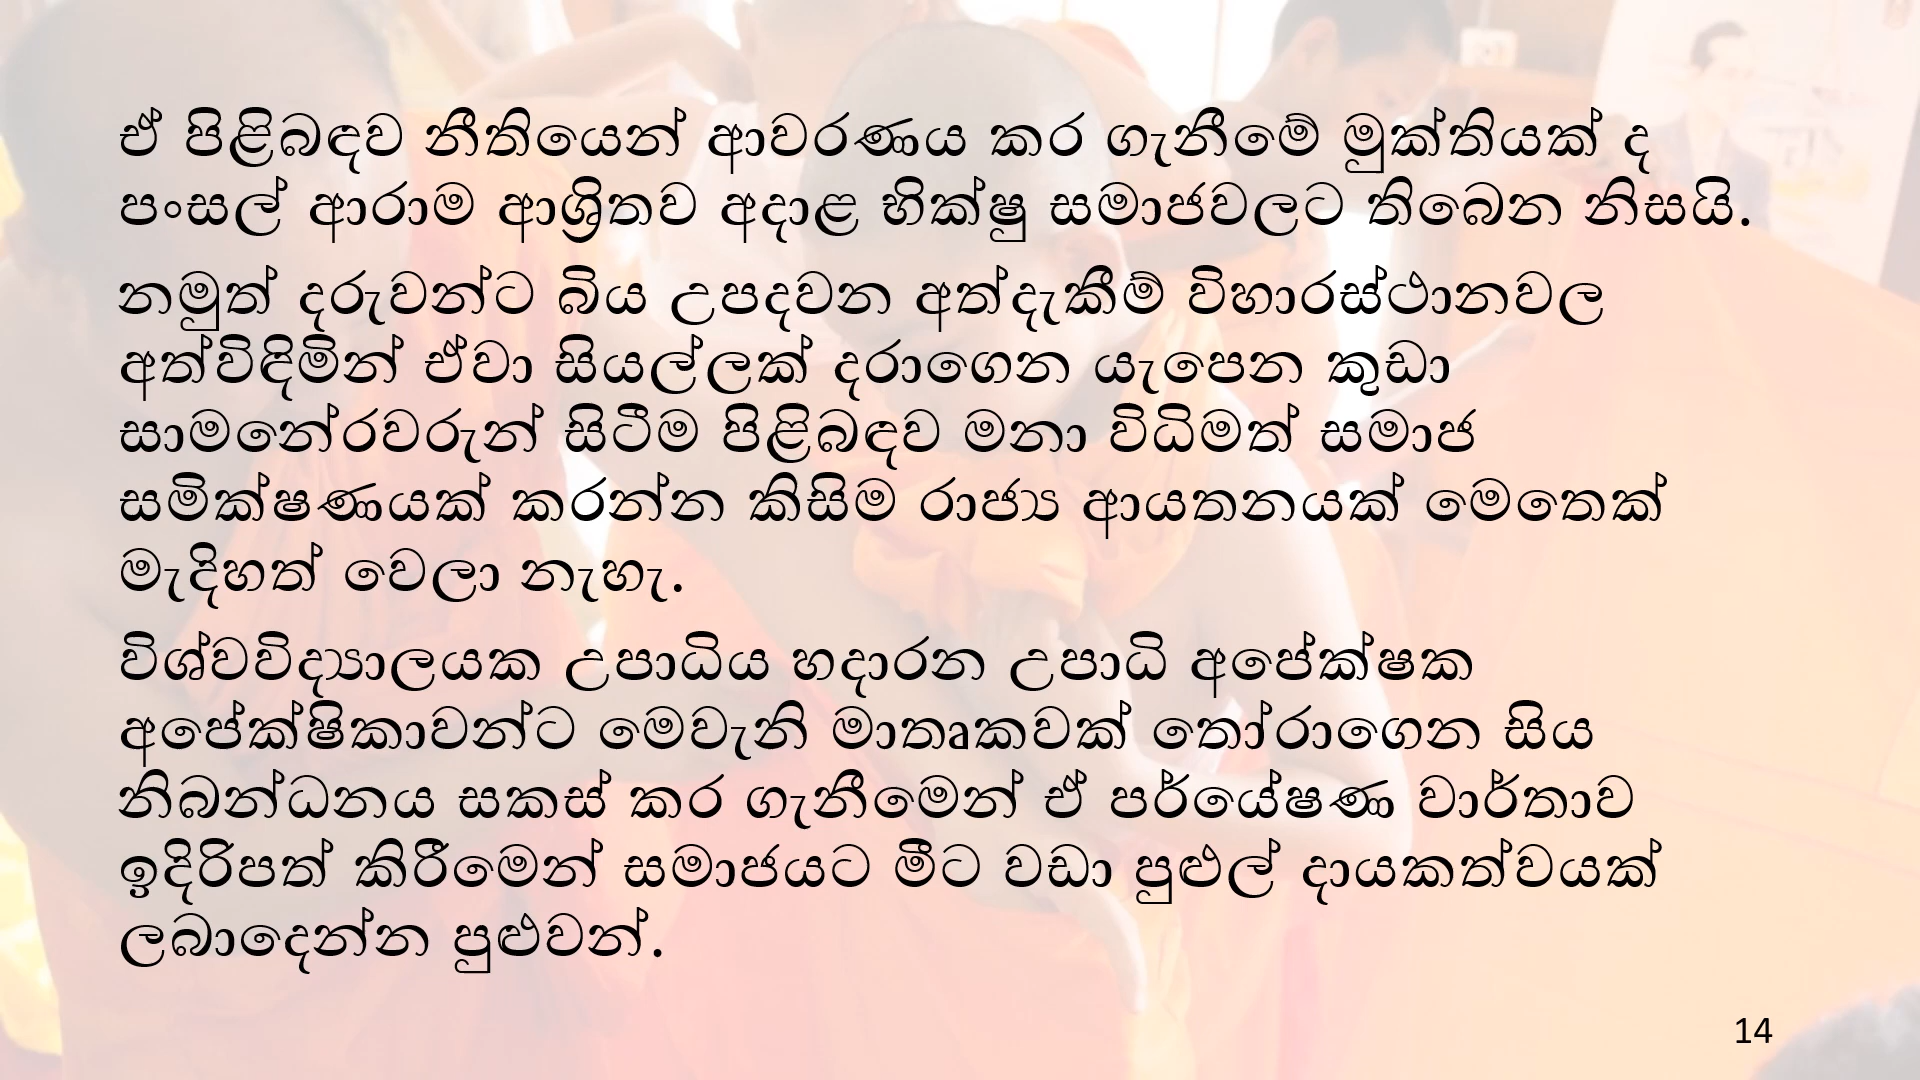 ඒ පිළිබඳව නීතියෙන් ආවරණය කර ගැනීමේ මුක්තියක් ද
පංසල් ආරාම ආශ්‍රිතව අදාළ භික්ෂු සමාජවලට තිබෙන නිසයි.
නමුත් දරුවන්ට බිය උපදවන අත්දැකීම් විහාරස්ථානවල
අත්විඳිමින් ඒවා සියල්ලක් දරාගෙන යැපෙන කුඩා
සාමනේරවරුන් සිටීම පිළිබඳව මනා විධිමත් සමාජ
සමික්ෂණයක් කරන්න කිසිම රාජ්‍ය ආයතනයක් මෙතෙක්
මැදිහත් වෙලා නැහැ.
විශ්වවිද්‍යාලයක උපාධිය හදාරන උපාධි අපේක්ෂක
අපේක්ෂිකාවන්ට මෙවැනි මාතෘකවක් තෝරාගෙන සිය
නිබන්ධනය සකස් කර ගැනීමෙන් ඒ පර්යේෂණ වාර්තාව
ඉදිරිපත් කිරීමෙන් සමාජයට මීට වඩා පුළුල් දායකත්වයක්
ලබාදෙන්න පුළුවන්.
14